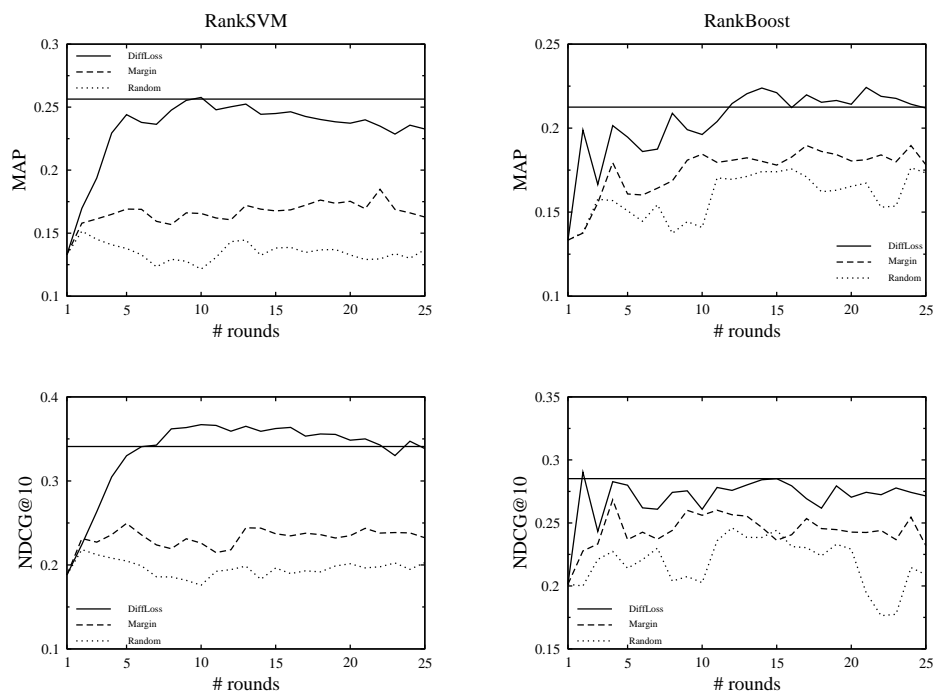 RankSVM
MAP
0.3
0.25
0.2
0.15
0.1
DiffLoss
Margin
Random
1 5 10 15 20 25
# rounds
RankBoost
MAP
0.25
0.2
0.15
0.1
DiffLoss
Margin
Random
1 5 10 15 20 25
# rounds
NDCG@10
0.4
0.3
0.2
0.1
DiffLoss
Margin
Random
1 5 10 15 20 25
# rounds
NDCG@10
0.35
0.3
0.25
0.2
0.15
DiffLoss
Margin
Random
1 5 10 15 20 25
# rounds